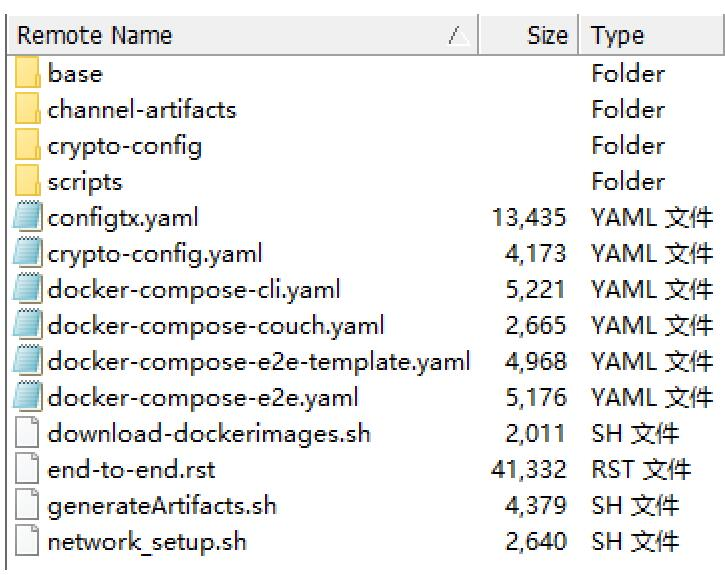 Remote Name Size Type
base Folder
channel-artifacts Folder
crypto-config Folder
scripts Folder
configtx.yaml 13,435 YAML 文件
crypto-config.yaml 4,173 YAML 文件
docker-compose-cli.yaml 5,221 YAML 文件
docker-compose-couch.yaml 2,665 YAML 文件
docker-compose-e2e-template.yaml 4,968 YAML 文件
docker-compose-e2e.yaml 5,176 YAML 文件
download-dockerimages.sh 2,011 SH 文件
end-to-end.rst 41,332 RST 文件
generateArtifacts.sh 4,379 SH 文件
network_setup.sh 2,640 SH 文件